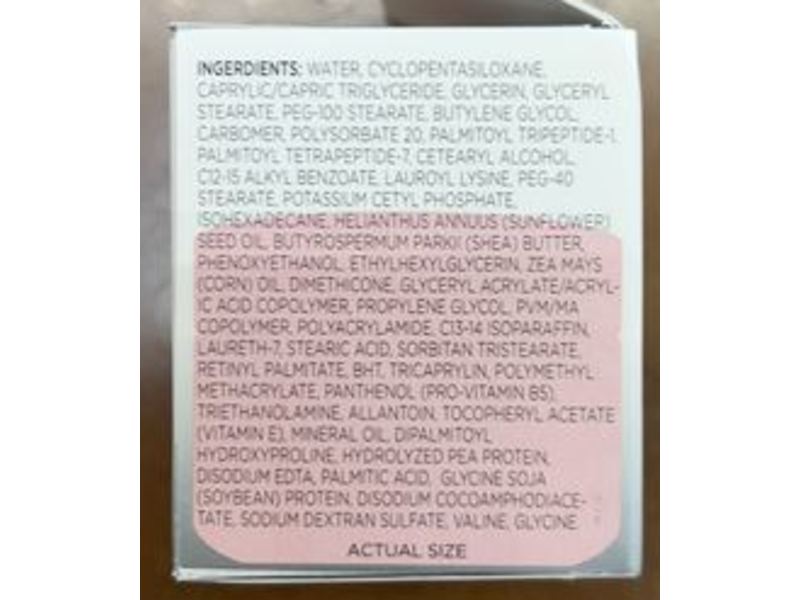 INGERDIENTS: WATER, CYCLOPENTASILOXANE,
CAPRYLIC/CAPRIC TRIGLYCERIDE, GLYCERIN, GLYCERYL
STEARATE, PEG-100 STEARATE, BUTYLENE GLYCOL,
CARBOMER, POLYSORBATE 20, PALMITOYL TRIPEPTIDE-1,
PALMITOYL TETRAPEPTIDE-7, CETEARYL ALCOHOL,
C12-15 ALKYL BENZOATE, LAUROYL LYSINE, PEG-40
STEARATE, POTASSIUM CETYL PHOSPHATE,
ISOHEXADECANE, HELIANTHUS ANNUUS (SUNFLOWER)
SEED OIL, BUTYROSPERMUM PARKII (SHEA) BUTTER,
PHENOXYETHANOL, ETHYLHEXYLGLYCERIN, ZEA MAYS
(CORN) OIL, DIMETHICONE, GLYCERYL ACRYLATE/ACRYL-
IC ACID COPOLYMER, PROPYLENE GLYCOL, PVM/MA
COPOLYMER, POLYACRYLAMIDE, C13-14 ISOPARAFFIN,
LAURETH-7, STEARIC ACID, SORBITAN TRISTEARATE,
RETINYL PALMITATE, BHT, TRICAPRYLIN, POLYMETHYL
METHACRYLATE, PANTHENOL (PRO-VITAMIN B5),
TRIETHANOLAMINE, ALLANTOIN, TOCOPHERYL ACETATE
(VITAMIN E), MINERAL OIL, DIPALMITOYL
HYDROXYPROLINE, HYDROLYZED PEA PROTEIN,
DISODIUM EDTA, PALMITIC ACID, GLYCINE SOJA
(SOYBEAN) PROTEIN, DISODIUM COCOAMPHODIACE-
TATE, SODIUM DEXTRAN SULFATE, VALINE, GLYCINE
ACTUAL SIZE